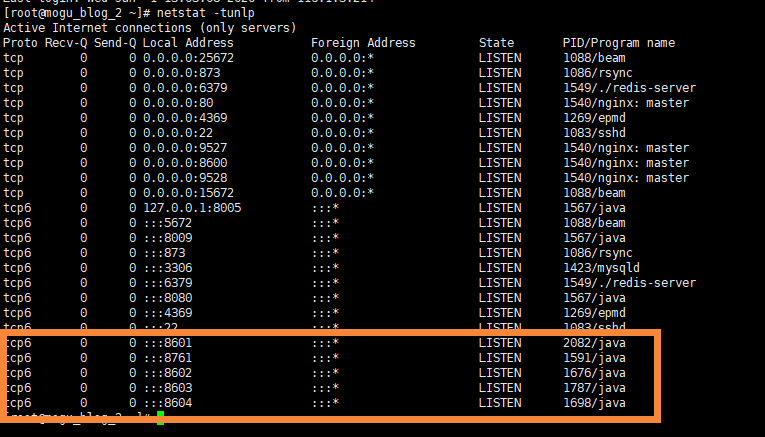 [root@mogu_blog_2 ~]# netstat -tunlp
Active Internet connections (only servers)
Proto Recv-Q Send-Q Local Address           Foreign Address         State       PID/Program name
tcp        0      0 0.0.0.0:25672           0.0.0.0:*               LISTEN      1088/beam
tcp        0      0 0.0.0.0:873             0.0.0.0:*               LISTEN      1086/rsync
tcp        0      0 0.0.0.0:6379            0.0.0.0:*               LISTEN      1549/./redis-server
tcp        0      0 0.0.0.0:80              0.0.0.0:*               LISTEN      1540/nginx: master
tcp        0      0 0.0.0.0:4369            0.0.0.0:*               LISTEN      1269/epmd
tcp        0      0 0.0.0.0:22              0.0.0.0:*               LISTEN      1083/sshd
tcp        0      0 0.0.0.0:9527            0.0.0.0:*               LISTEN      1540/nginx: master
tcp        0      0 0.0.0.0:8600            0.0.0.0:*               LISTEN      1540/nginx: master
tcp        0      0 0.0.0.0:9528            0.0.0.0:*               LISTEN      1540/nginx: master
tcp        0      0 0.0.0.0:15672           0.0.0.0:*               LISTEN      1088/beam
tcp6       0      0 127.0.0.1:8005          :::*                    LISTEN      1567/java
tcp6       0      0 :::5672                 :::*                    LISTEN      1088/beam
tcp6       0      0 :::8009                 :::*                    LISTEN      1567/java
tcp6       0      0 :::873                  :::*                    LISTEN      1086/rsync
tcp6       0      0 :::3306                 :::*                    LISTEN      1423/mysqld
tcp6       0      0 :::6379                 :::*                    LISTEN      1549/./redis-server
tcp6       0      0 :::8080                 :::*                    LISTEN      1567/java
tcp6       0      0 :::4369                 :::*                    LISTEN      1269/epmd
tcp6       0      0 :::22                   :::*                    LISTEN      1083/sshd
tcp6       0      0 :::8601                 :::*                    LISTEN      2082/java
tcp6       0      0 :::8761                 :::*                    LISTEN      1591/java
tcp6       0      0 :::8602                 :::*                    LISTEN      1676/java
tcp6       0      0 :::8603                 :::*                    LISTEN      1787/java
tcp6       0      0 :::8604                 :::*                    LISTEN      1698/java
[root@mogu_blog_2 ~]#